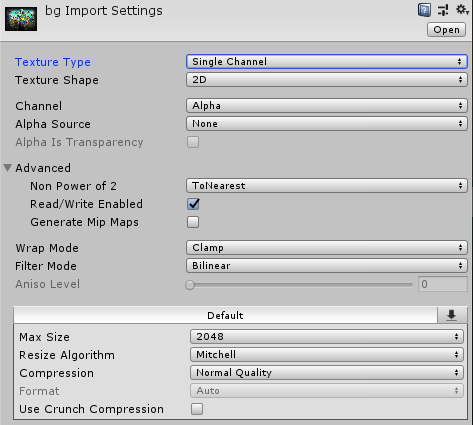 bg Import Settings
Open
Texture Type Single Channel
Texture Shape 2D
Channel Alpha
Alpha Source None
Alpha Is Transparency
Advanced
Non Power of 2 ToNearest
Read/Write Enabled
Generate Mip Maps
Wrap Mode Clamp
Filter Mode Bilinear
Aniso Level 0
Default
Max Size 2048
Resize Algorithm Mitchell
Compression Normal Quality
Format Auto
Use Crunch Compression